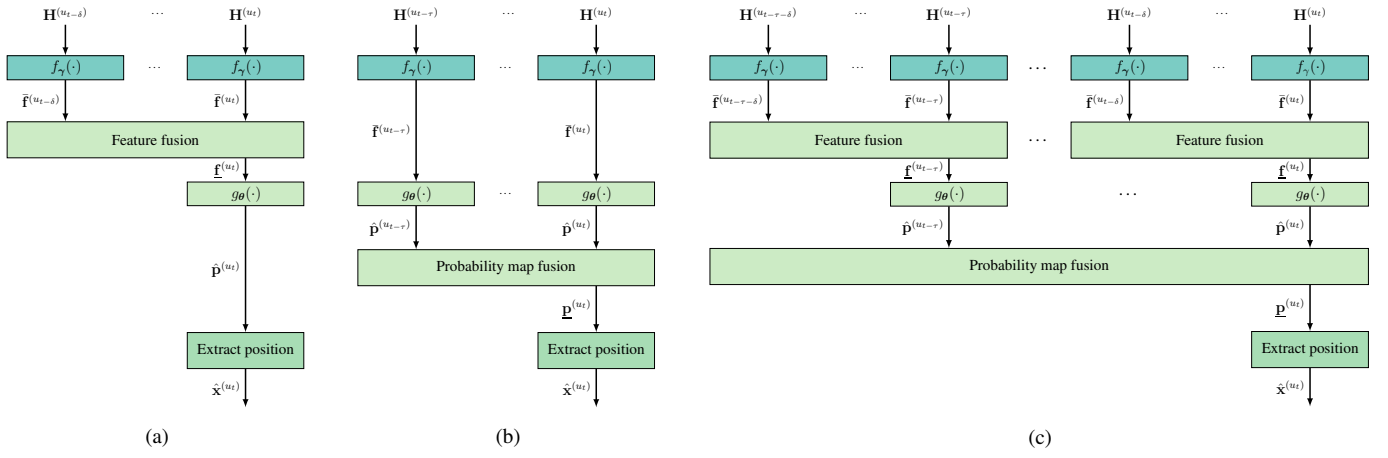 H^(u_{t−δ}) ··· H^(u_t) H^(u_{t−τ}) ··· H^(u_t) H^(u_{t−τ−δ}) ··· H^(u_{t−τ}) H^(u_{t−δ}) ··· H^(u_t)
f_γ(·) ··· f_γ(·) f_γ(·) ··· f_γ(·) f_γ(·) ··· f_γ(·) ··· f_γ(·) ··· f_γ(·)
f̄^(u_{t−δ}) f̄^(u_t) f̄^(u_{t−τ−δ}) f̄^(u_{t−τ}) f̄^(u_{t−δ}) f̄^(u_t)
f̄^(u_{t−τ}) f̄^(u_t)
Feature fusion Feature fusion ··· Feature fusion
f̲^(u_t) f̲^(u_{t−τ}) f̲^(u_t)
g_θ(·) g_θ(·) ··· g_θ(·) g_θ(·) ··· g_θ(·)
p̂^(u_{t−τ}) p̂^(u_t) p̂^(u_{t−τ}) p̂^(u_t)
p̂^(u_t) Probability map fusion Probability map fusion
p̲^(u_t) p̲^(u_t)
Extract position Extract position Extract position
x̂^(u_t) x̂^(u_t) x̂^(u_t)
(a) (b) (c)